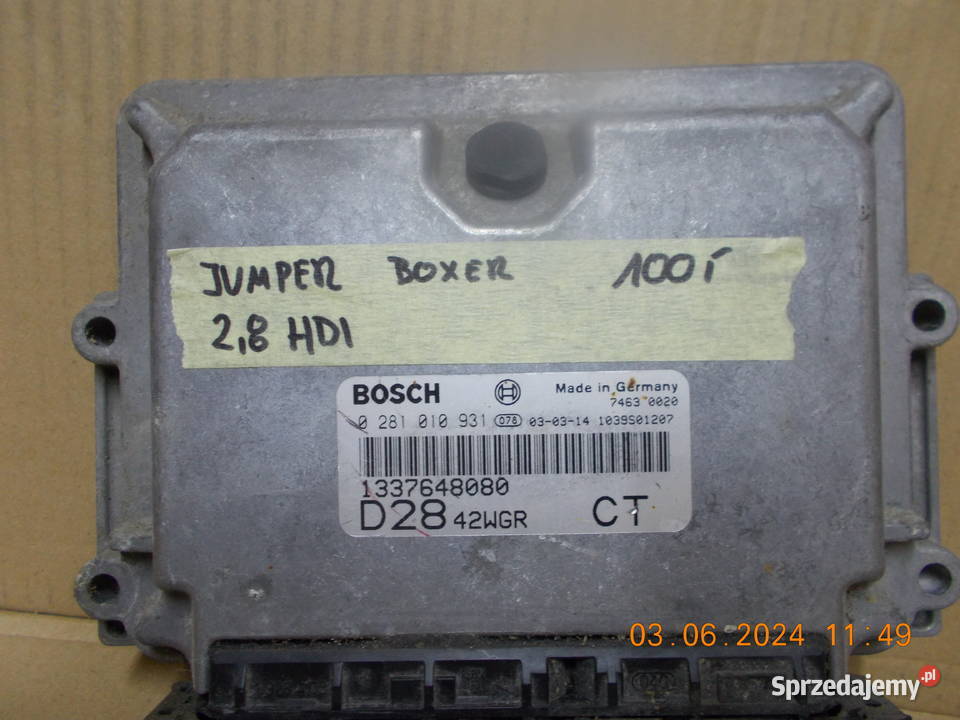 JUMPER BOXER 100T
2,8 HDI
BOSCH Made in Germany
7463 0020
0 281 010 931 078 03-03-14 1039S01207
1337648080
D28 42WGR CT
03.06.2024 11:49
Sprzedajemy.pl